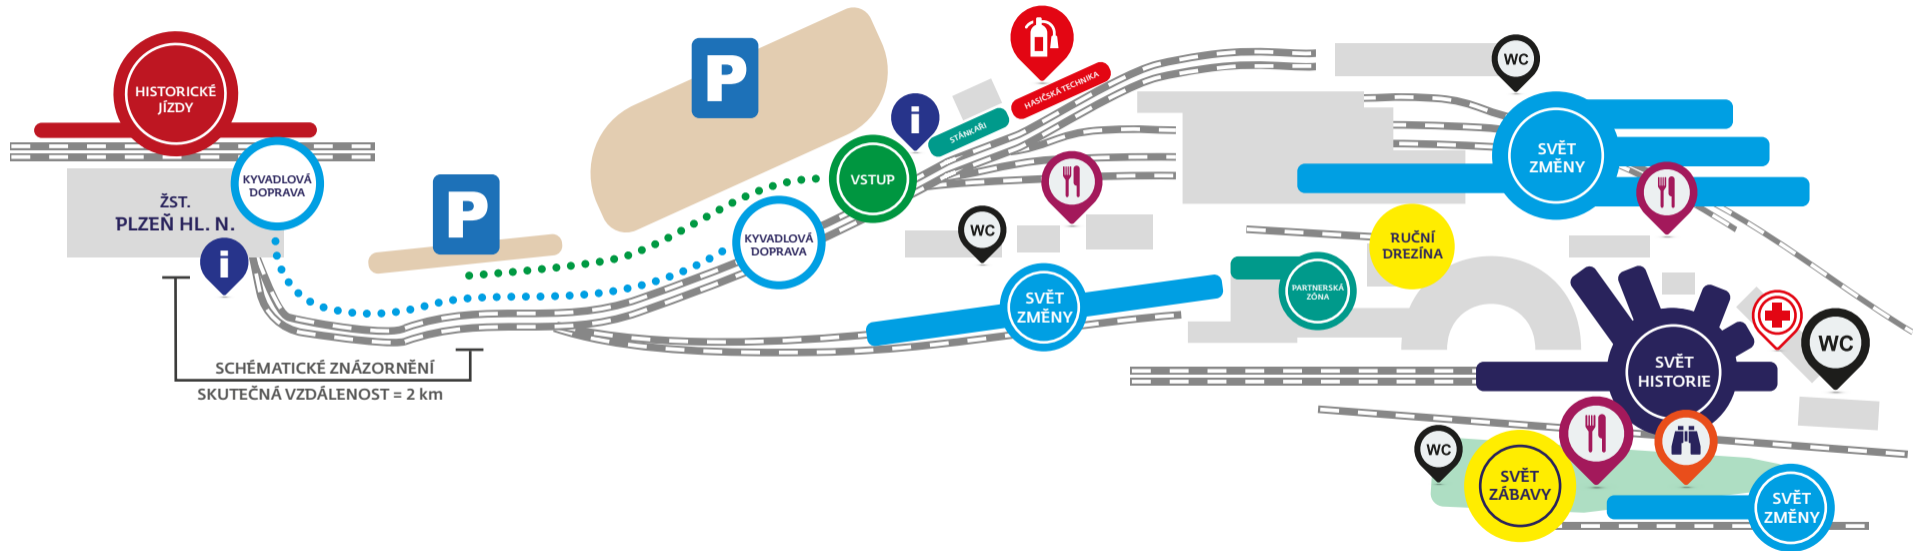 HISTORICKÉ
JÍZDY
KYVADLOVÁ
DOPRAVA
ŽST.
PLZEŇ HL. N.
i
SCHÉMATICKÉ ZNÁZORNĚNÍ
SKUTEČNÁ VZDÁLENOST = 2 km
P
P
KYVADLOVÁ
DOPRAVA
VSTUP
i
STÁNKAŘI
HASIČSKÁ TECHNIKA
WC
SVĚT
ZMĚNY
WC
SVĚT
ZMĚNY
RUČNÍ
DREZÍNA
PARTNERSKÁ
ZÓNA
SVĚT
HISTORIE
WC
WC
SVĚT
ZÁBAVY
SVĚT
ZMĚNY